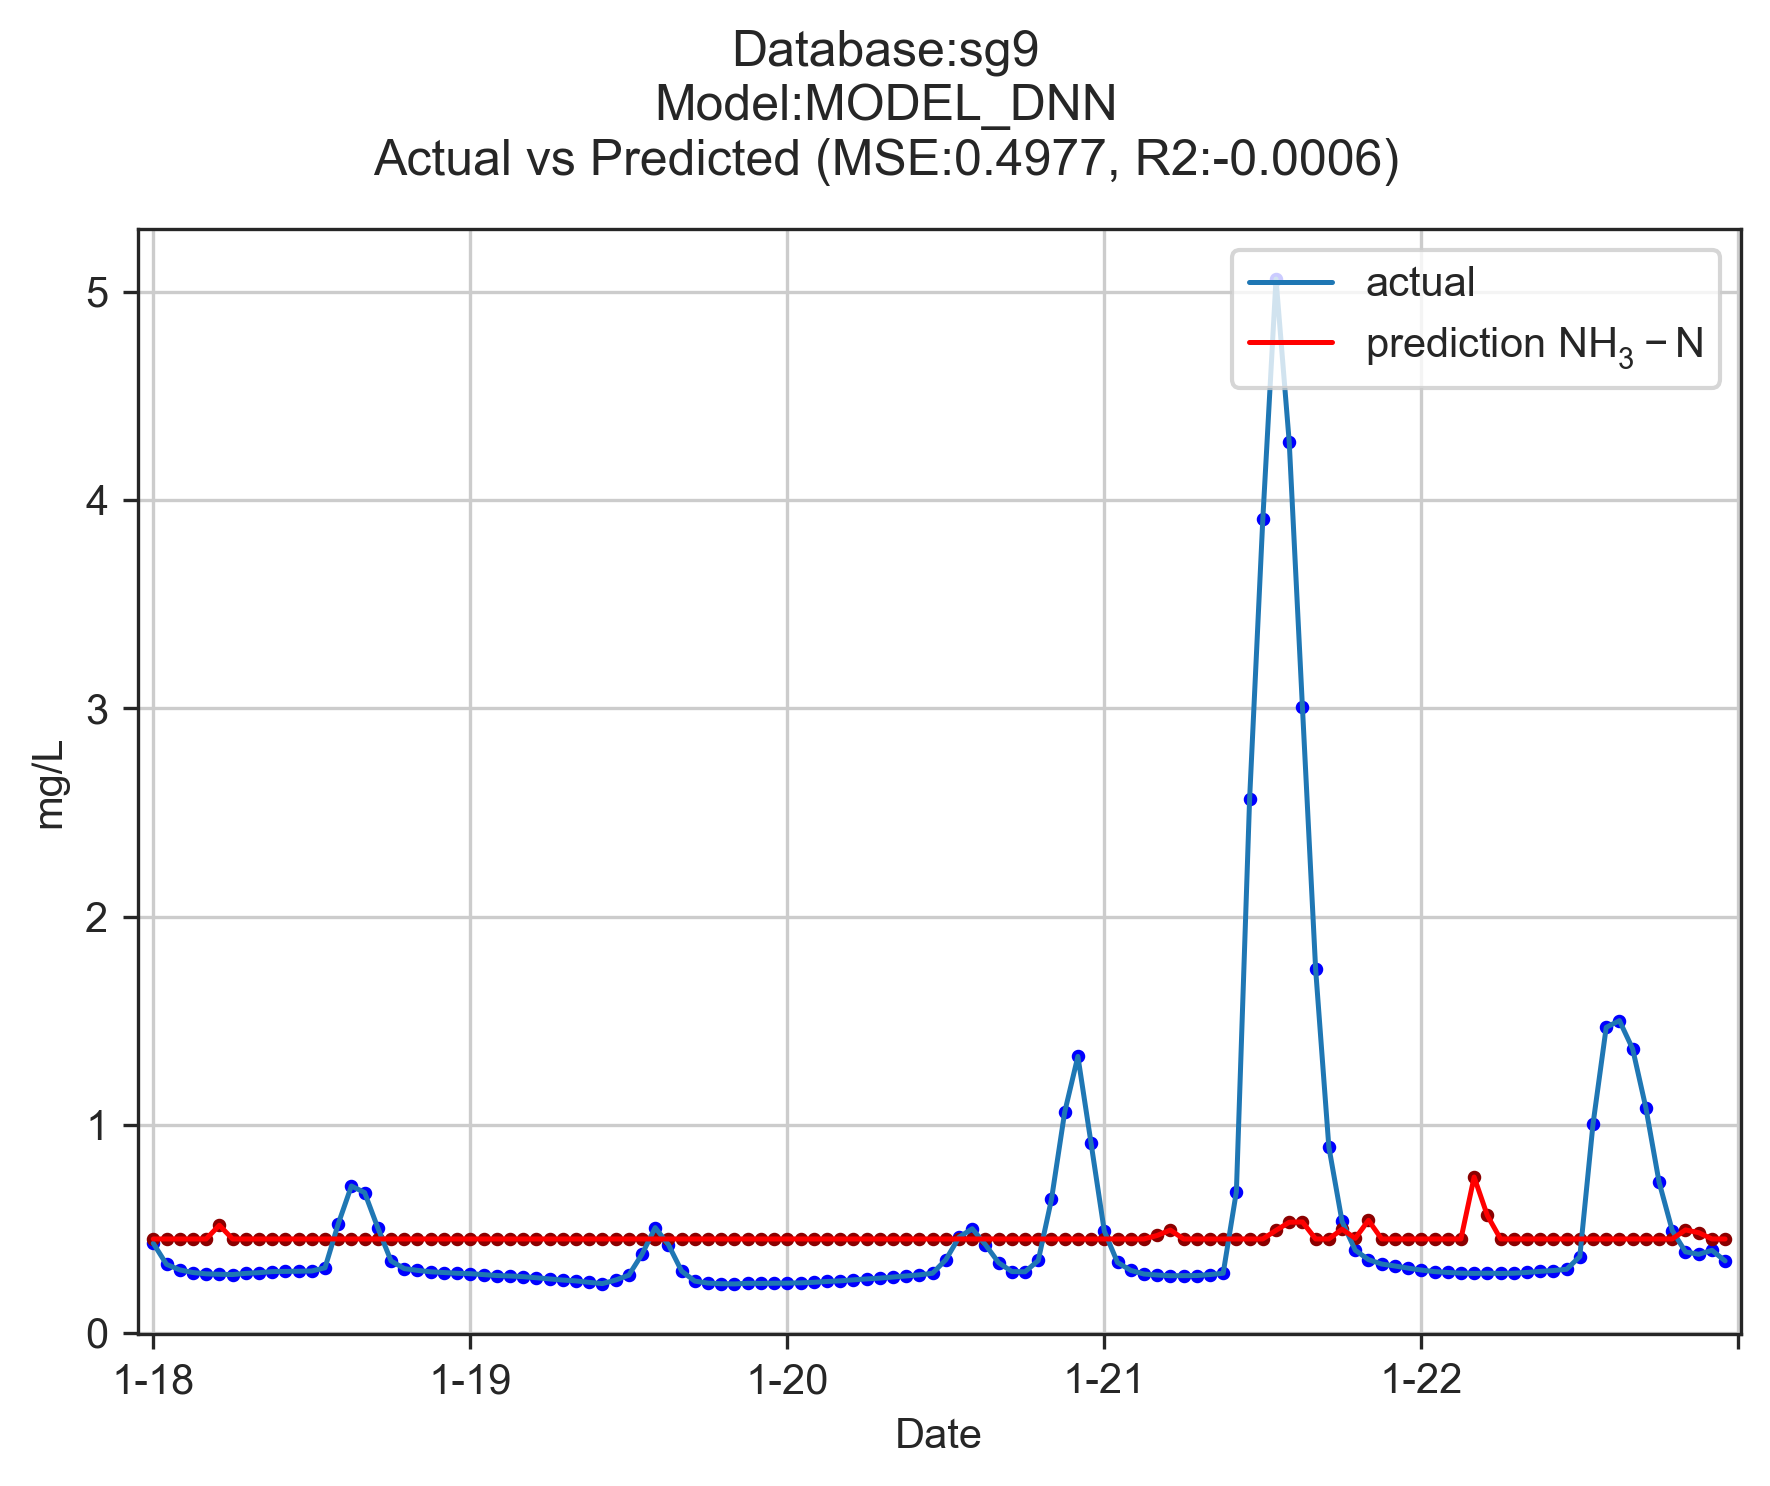 Database:sg9
Model:MODEL_DNN
Actual vs Predicted (MSE:0.4977, R2:-0.0006)
actual
prediction NH₃ − N
5
4
3
2
1
0
mg/L
1-18 1-19 1-20 1-21 1-22
Date